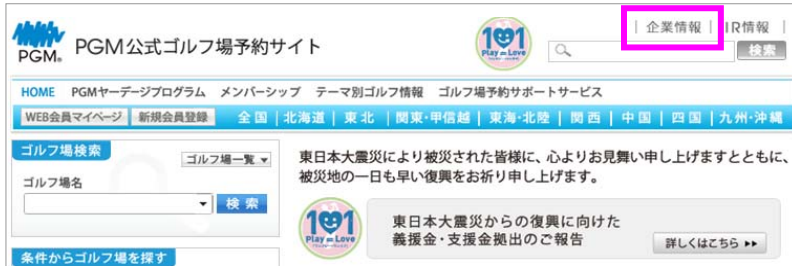 企業情報 | IR情報 |
PGM®
PGM公式ゴルフ場予約サイト
101
Play with Love
検索
HOME PGMヤーデージプログラム メンバーシップ テーマ別ゴルフ情報 ゴルフ場予約サポートサービス
WEB会員マイページ 新規会員登録 全国 | 北海道 | 東北 | 関東・甲信越 | 東海・北陸 | 関西 | 中国 | 四国 | 九州・沖縄
ゴルフ場検索
ゴルフ場一覧
ゴルフ場名
検索
条件からゴルフ場を探す
東日本大震災により被災された皆様に、心よりお見舞い申し上げますとともに、
被災地の一日も早い復興をお祈り申し上げます。
101
東日本大震災からの復興に向けた
義援金・支援金拠出のご報告
詳しくはこちら